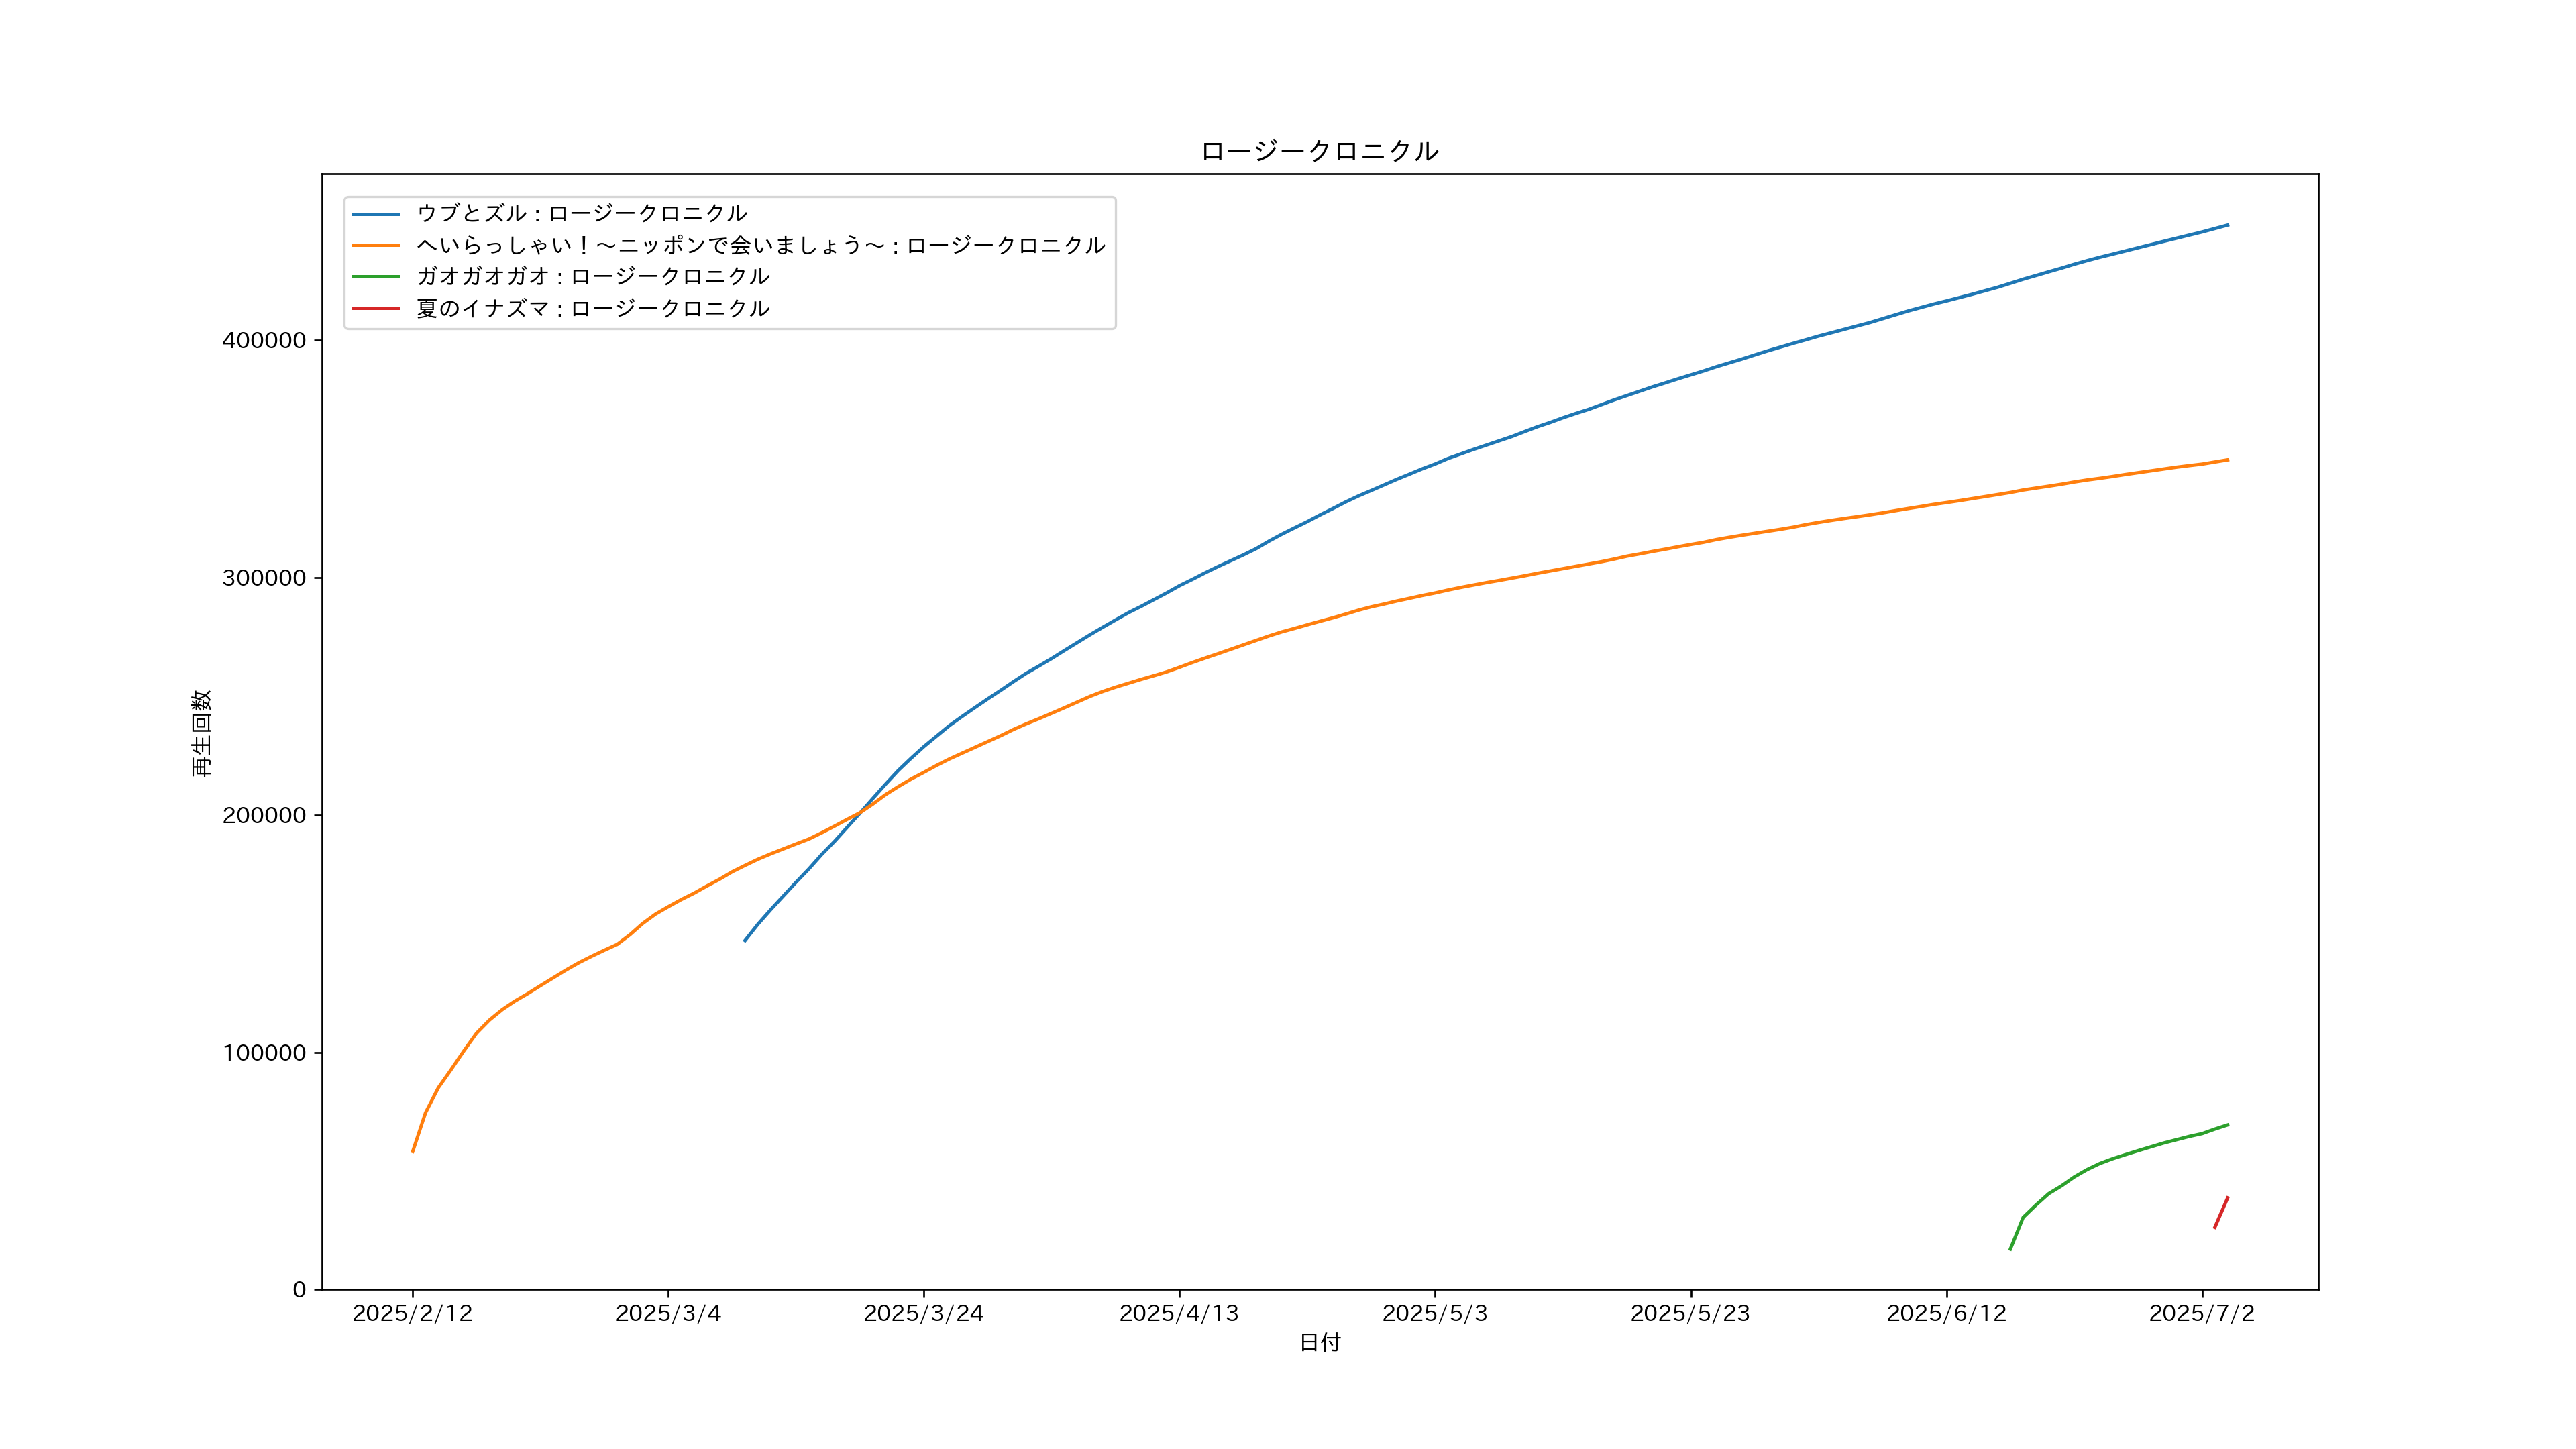 ロージークロニクル
ウブとズル : ロージークロニクル
へいらっしゃい！～ニッポンで会いましょう～ : ロージークロニクル
ガオガオガオ : ロージークロニクル
夏のイナズマ : ロージークロニクル
400000
300000
200000
100000
0
再生回数
2025/2/12 2025/3/4 2025/3/24 2025/4/13 2025/5/3 2025/5/23 2025/6/12 2025/7/2
日付